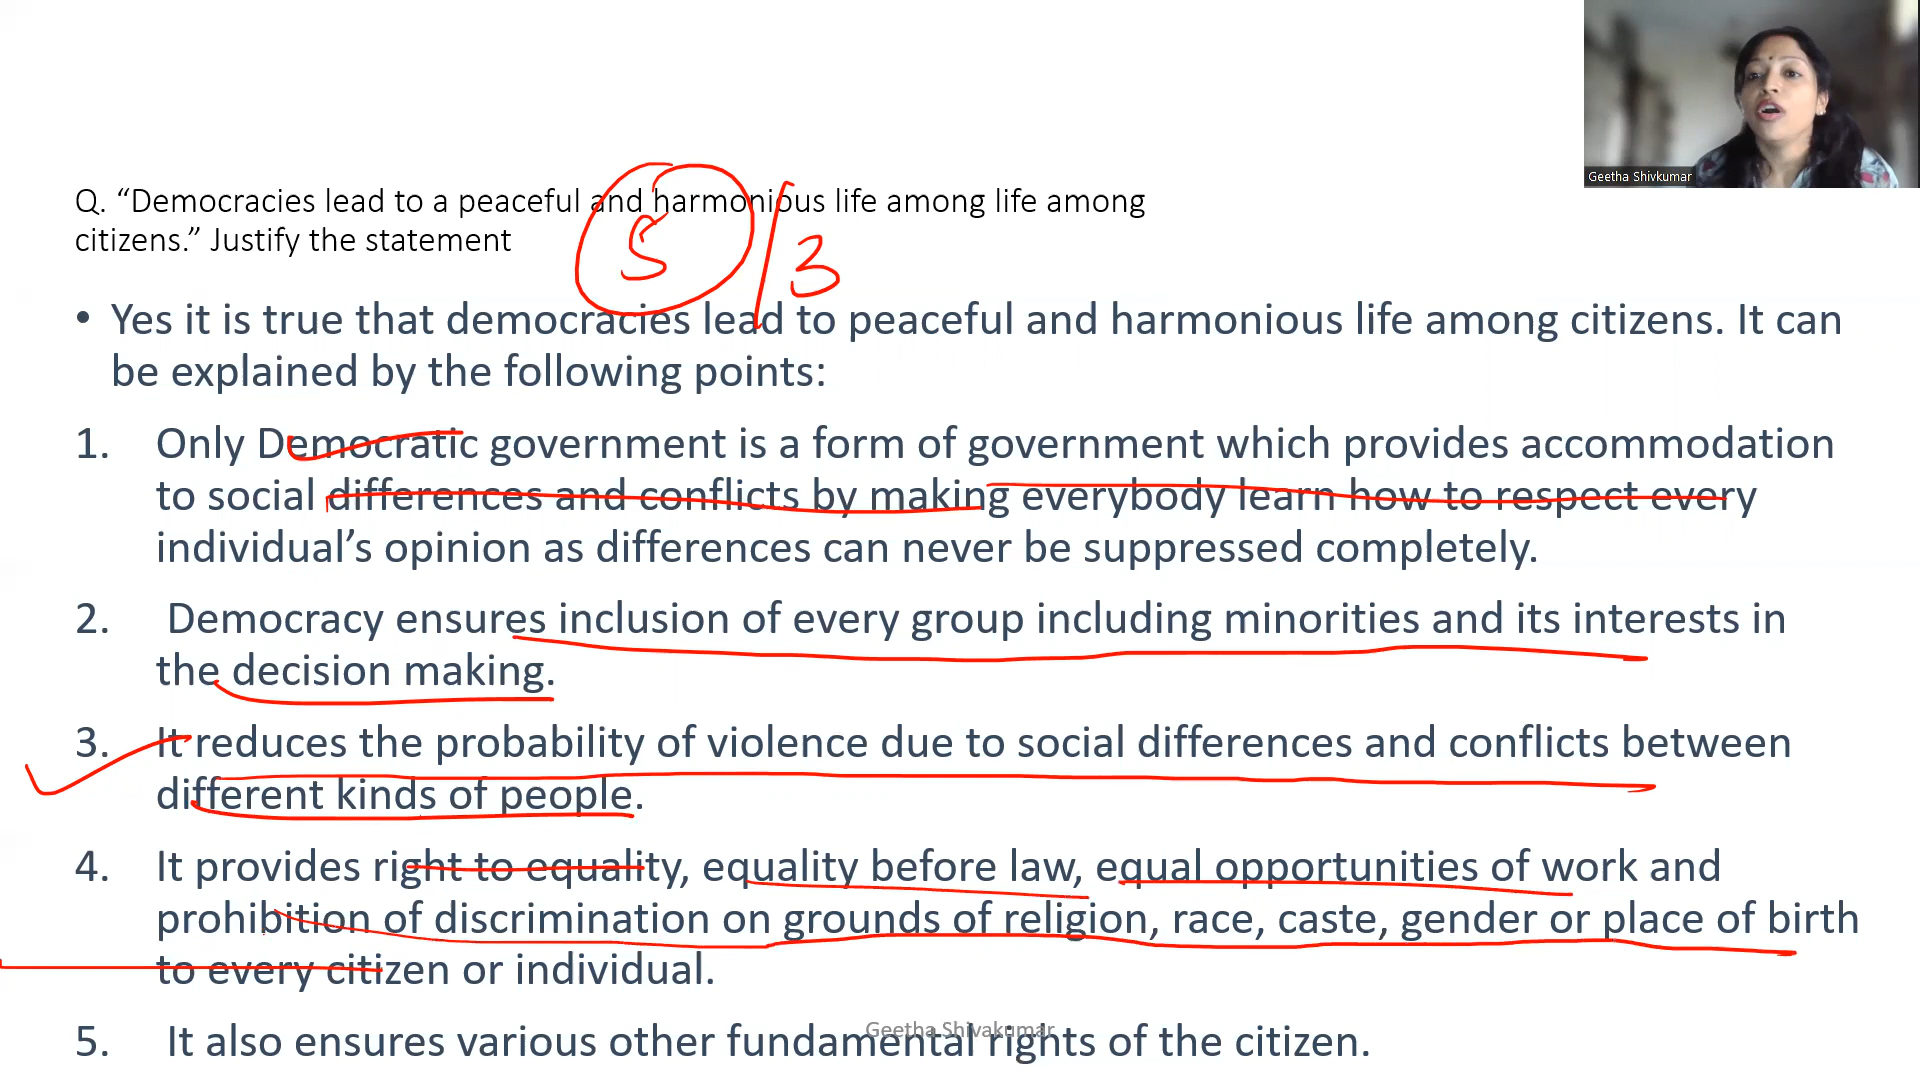 Geetha Shivkumar
Q. “Democracies lead to a peaceful and harmonious life among life among
citizens.” Justify the statement
5/3
• Yes it is true that democracies lead to peaceful and harmonious life among citizens. It can
be explained by the following points:
1. Only Democratic government is a form of government which provides accommodation
to social differences and conflicts by making everybody learn how to respect every
individual’s opinion as differences can never be suppressed completely.
2. Democracy ensures inclusion of every group including minorities and its interests in
the decision making.
3. It reduces the probability of violence due to social differences and conflicts between
different kinds of people.
4. It provides right to equality, equality before law, equal opportunities of work and
prohibition of discrimination on grounds of religion, race, caste, gender or place of birth
to every citizen or individual.
5. It also ensures various other fundamental rights of the citizen.
Geetha Shivakumar